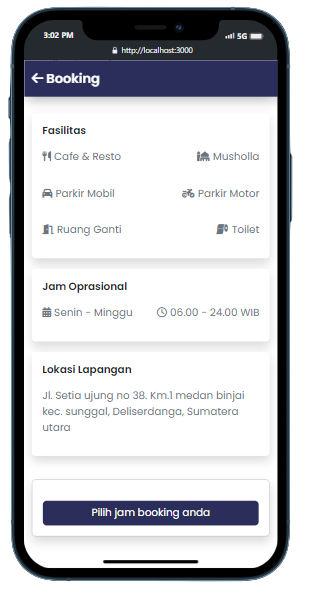 3:02 PM 5G
http://localhost:3000
Booking
Fasilitas
Cafe & Resto Musholla
Parkir Mobil Parkir Motor
Ruang Ganti Toilet
Jam Oprasional
Senin - Minggu 06.00 - 24.00 WIB
Lokasi Lapangan
Jl. Setia ujung no 38. Km.1 medan binjai
kec. sunggal, Deliserdanga, Sumatera
utara
Pilih jam booking anda